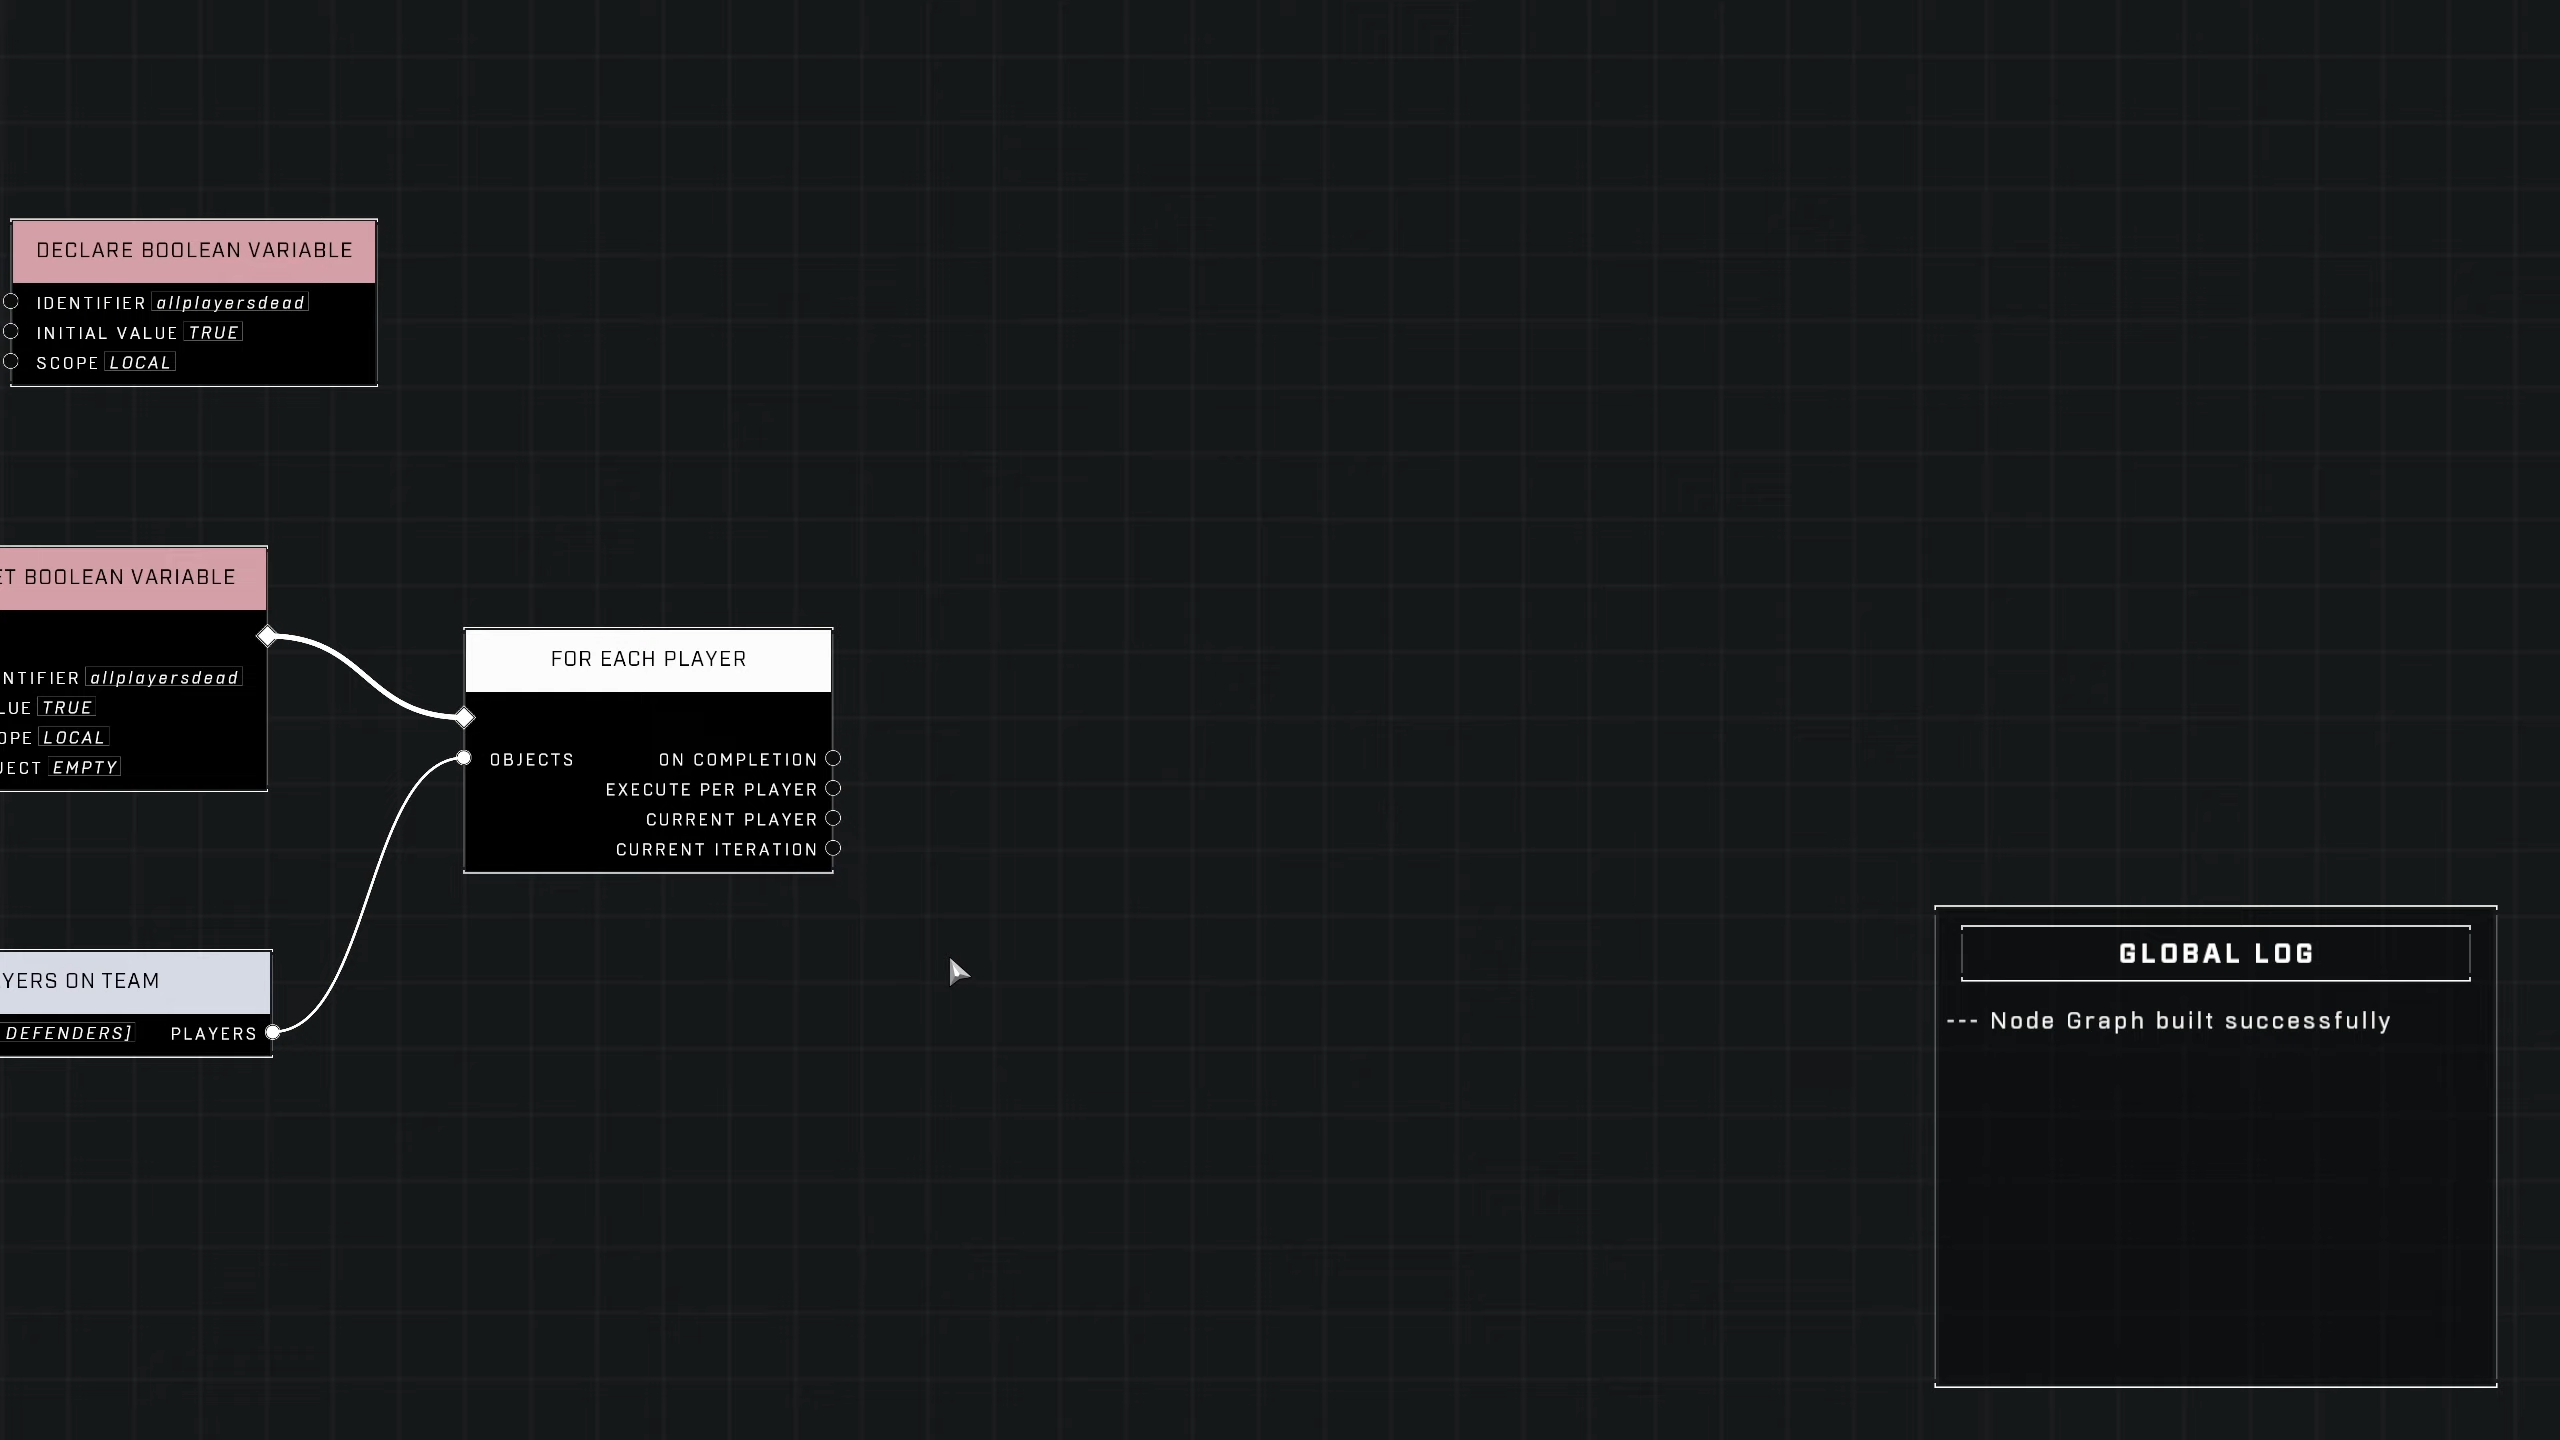 DECLARE BOOLEAN VARIABLE
IDENTIFIER allplayersdead
INITIAL VALUE TRUE
SCOPE LOCAL
ET BOOLEAN VARIABLE
NTIFIER allplayersdead
LUE TRUE
OPE LOCAL
JECT EMPTY
FOR EACH PLAYER
OBJECTS ON COMPLETION
EXECUTE PER PLAYER
CURRENT PLAYER
CURRENT ITERATION
YERS ON TEAM
DEFENDERS] PLAYERS
GLOBAL LOG
--- Node Graph built successfully